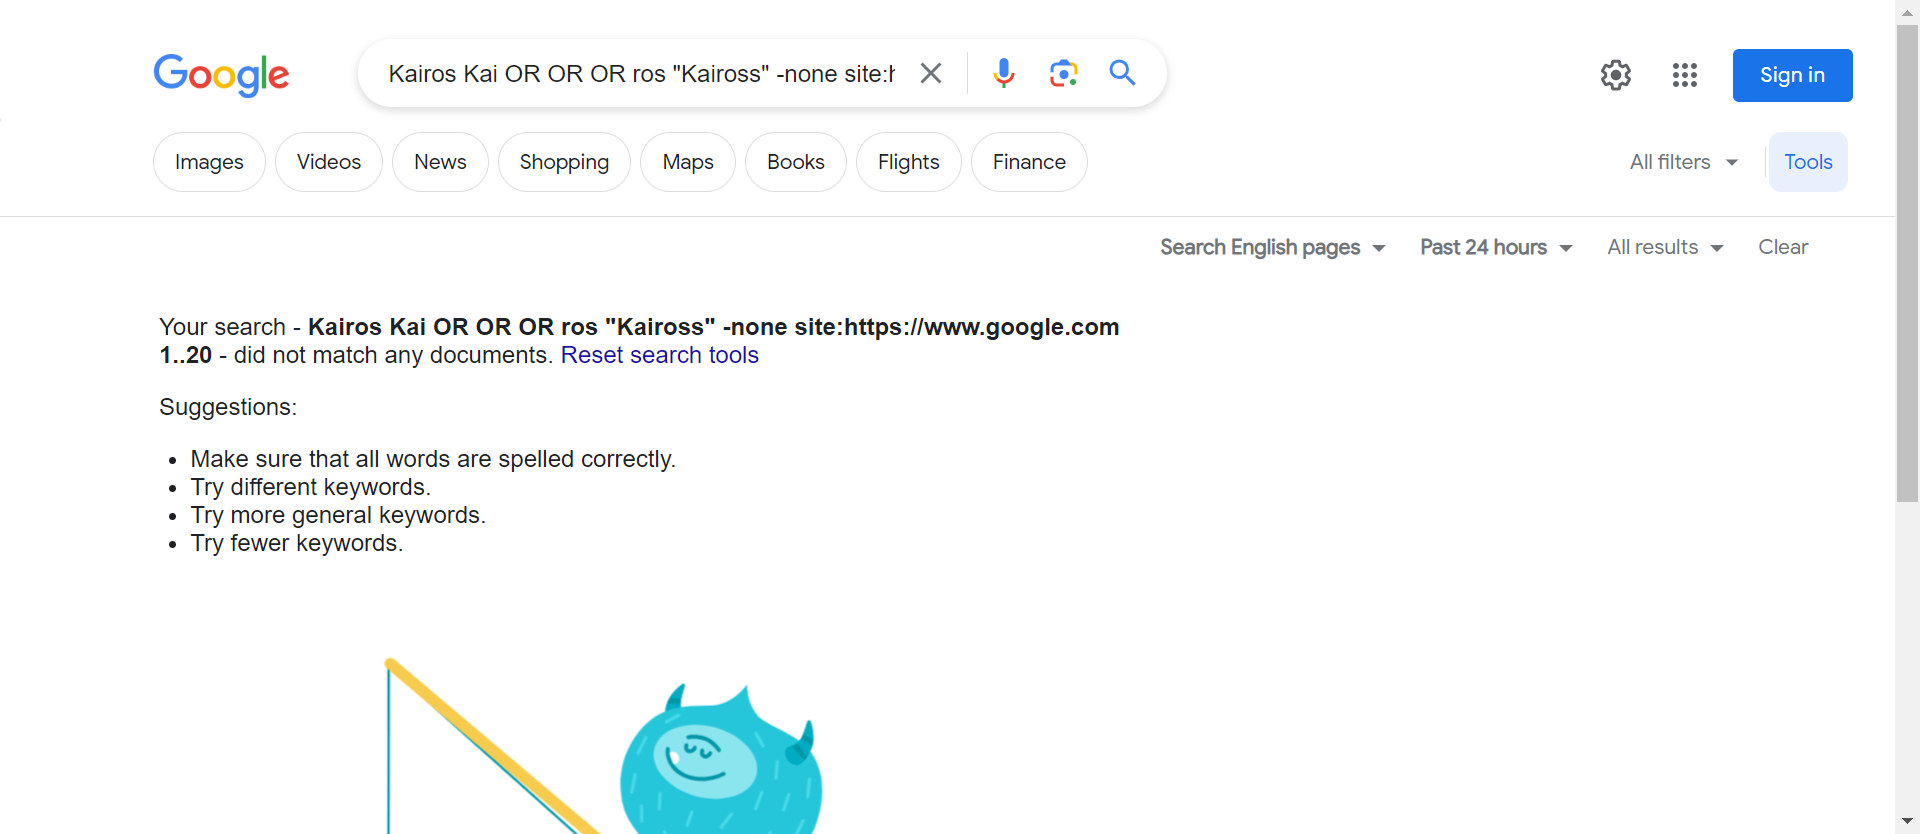 Google
Kairos Kai OR OR OR ros "Kaiross" -none site:h
Sign in
Images Videos News Shopping Maps Books Flights Finance All filters Tools
Search English pages Past 24 hours All results Clear
Your search - Kairos Kai OR OR OR ros "Kaiross" -none site:https://www.google.com
1..20 - did not match any documents. Reset search tools
Suggestions:
• Make sure that all words are spelled correctly.
• Try different keywords.
• Try more general keywords.
• Try fewer keywords.